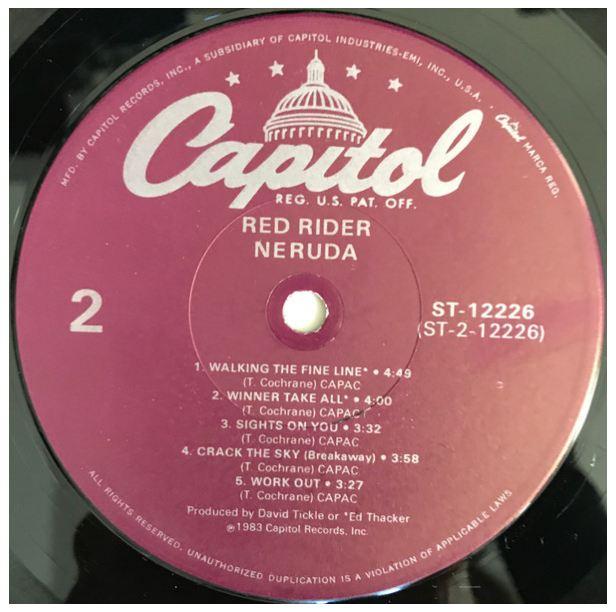 MFD. BY CAPITOL RECORDS, INC., A SUBSIDIARY OF CAPITOL INDUSTRIES-EMI, INC., U.S.A. . Capitol MARCA REG.
Capitol
REG. U.S. PAT. OFF.
RED RIDER
NERUDA
2
ST-12226
(ST-2-12226)
1. WALKING THE FINE LINE* • 4:49
(T. Cochrane) CAPAC
2. WINNER TAKE ALL* • 4:00
(T. Cochrane) CAPAC
3. SIGHTS ON YOU • 3:32
(T. Cochrane) CAPAC
4. CRACK THE SKY (Breakaway) • 3:58
(T. Cochrane) CAPAC
5. WORK OUT • 3:27
(T. Cochrane) CAPAC
Produced by David Tickle or *Ed Thacker
℗1983 Capitol Records, Inc.
ALL RIGHTS RESERVED. UNAUTHORIZED DUPLICATION IS A VIOLATION OF APPLICABLE LAWS